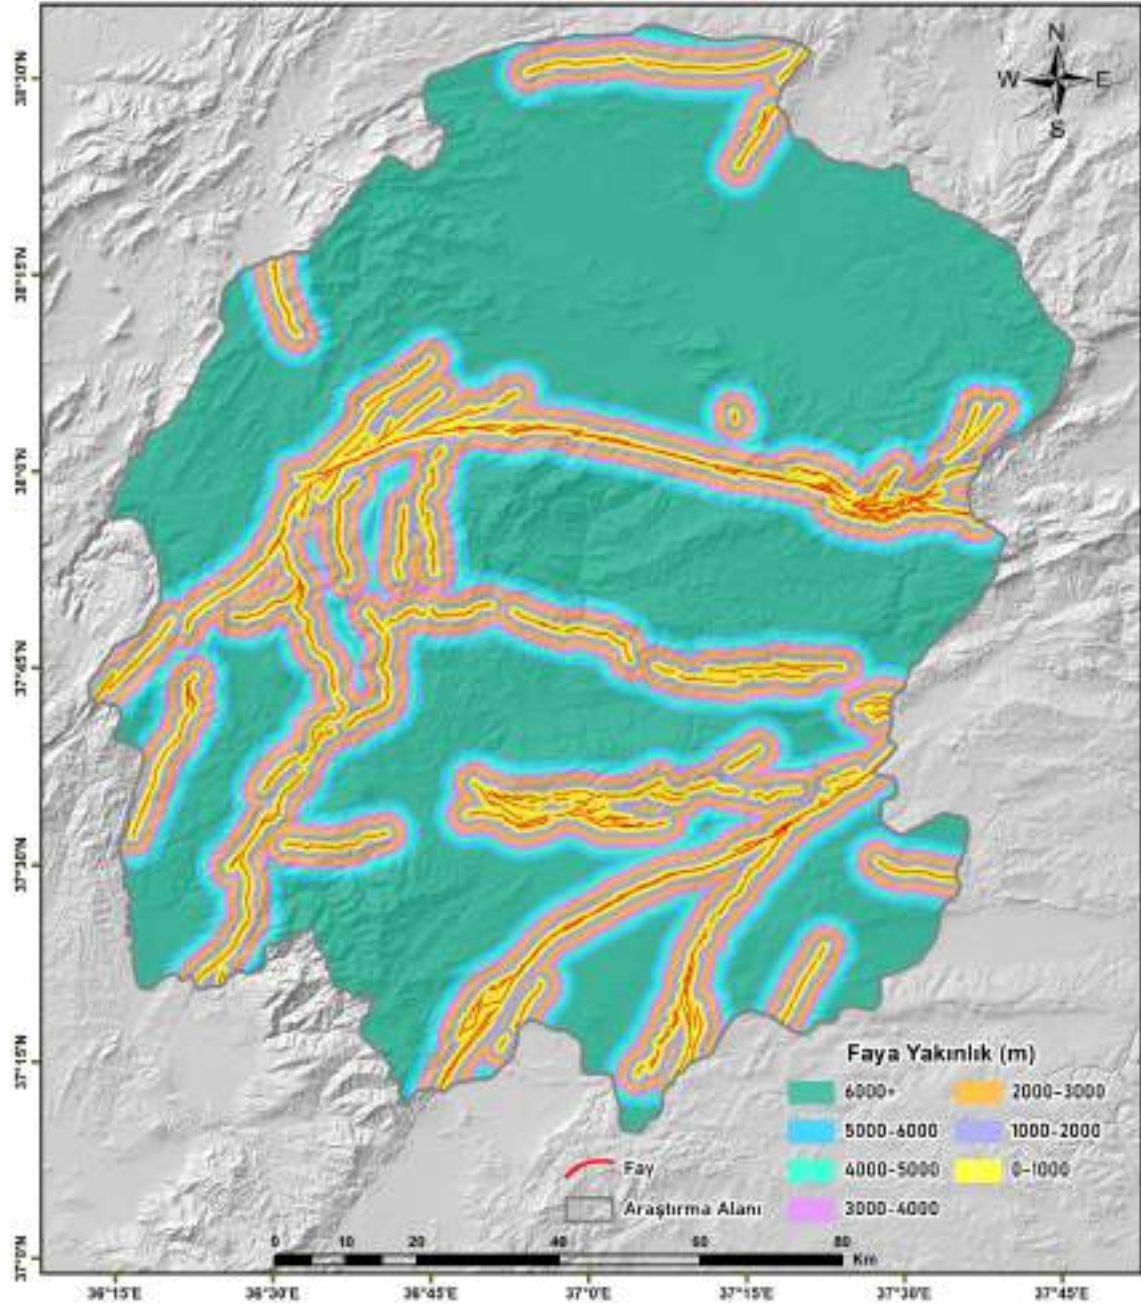 N
W E
S
38°30'N
38°15'N
38°0'N
37°45'N
37°30'N
37°15'N
37°0'N
Faya Yakınlık (m)
6000+
5000-6000
4000-5000
3000-4000
2000-3000
1000-2000
0-1000
Fay
Araştırma Alanı
0 10 20 40 60 80
Km
36°15'E 36°30'E 36°45'E 37°0'E 37°15'E 37°30'E 37°45'E